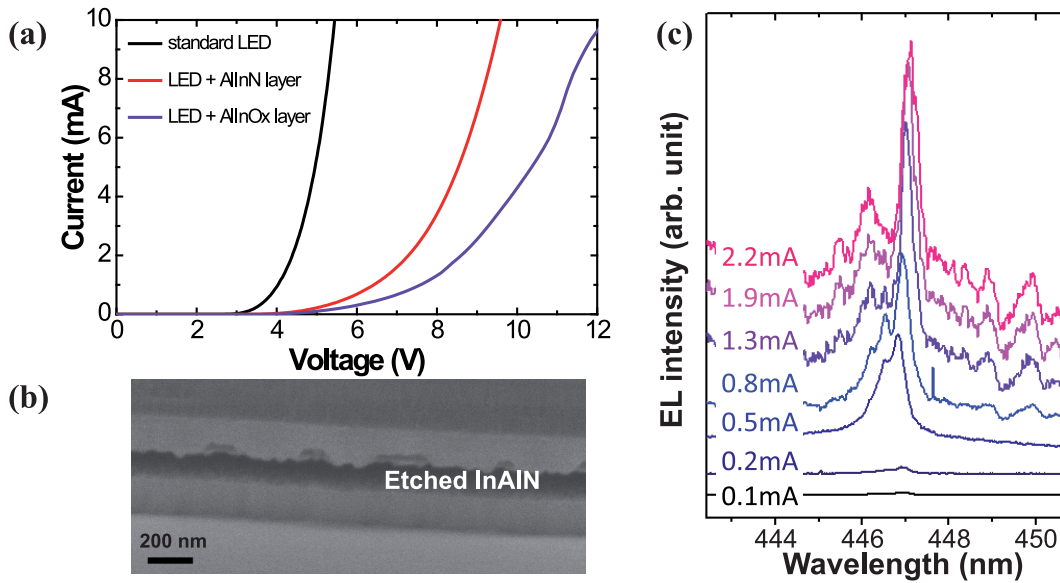 (a)
10
8
6
4
2
0
Current (mA)
standard LED
LED + AlInN layer
LED + AlInOx layer
0 2 4 6 8 10 12
Voltage (V)
(b)
Etched InAlN
200 nm
(c)
EL intensity (arb. unit)
2.2mA
1.9mA
1.3mA
0.8mA
0.5mA
0.2mA
0.1mA
444 446 448 450
Wavelength (nm)